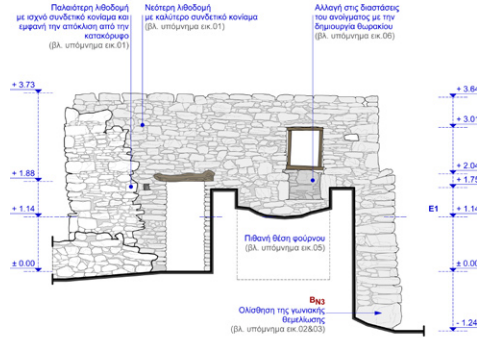 Παλαιότερη λιθοδομή
με ισχνό συνδετικό κονίαμα και
εμφανή την απόκλιση από την
κατακόρυφο
(βλ. υπόμνημα εικ.01)
Νεότερη λιθοδομή
με καλύτερο συνδετικό κονίαμα
(βλ. υπόμνημα εικ.01)
Αλλαγή στις διαστάσεις
του ανοίγματος με την
δημιουργία θωρακίου
(βλ. υπόμνημα εικ.06)
+ 3.73
+ 1.88
+ 1.14
± 0.00
+ 3.64
+ 3.01
+ 2.04
+ 1.75
E1
+ 1.14
± 0.00
- 1.24
Πιθανή θέση φούρνου
(βλ. υπόμνημα εικ.05)
BN3
Ολίσθηση της γωνιακής
θεμελίωσης
(βλ. υπόμνημα εικ.02&03)